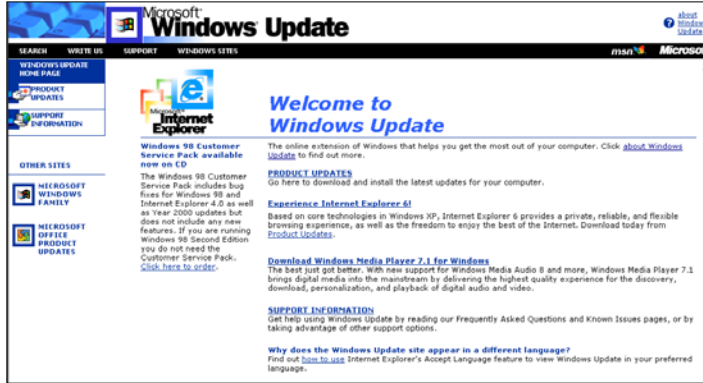 Microsoft
Windows Update
about
Windows
Update
SEARCH WRITE US SUPPORT WINDOWS SITES
msn Microso
WINDOWS UPDATE
HOME PAGE
PRODUCT
UPDATES
SUPPORT
INFORMATION
OTHER SITES
MICROSOFT
WINDOWS
FAMILY
MICROSOFT
OFFICE
PRODUCT
UPDATES
Microsoft
Internet
Explorer
Windows 98 Customer
Service Pack available
now on CD
The Windows 98 Customer
Service Pack includes bug
fixes for Windows 98 and
Internet Explorer 4.0 as well
as Year 2000 updates but
does not include any new
features. If you are running
Windows 98 Second Edition
you do not need the
Customer Service Pack.
Click here to order.
Welcome to
Windows Update
The online extension of Windows that helps you get the most out of your computer. Click about Windows
Update to find out more.
PRODUCT UPDATES
Go here to download and install the latest updates for your computer.
Experience Internet Explorer 6!
Based on core technologies in Windows XP, Internet Explorer 6 provides a private, reliable, and flexible
browsing experience, as well as the freedom to enjoy the best of the Internet. Download today from
Product Updates.
Download Windows Media Player 7.1 for Windows
The best just got better. With new support for Windows Media Audio 8 and more, Windows Media Player 7.1
brings digital media into the mainstream by delivering the highest quality experience for the discovery,
download, personalization, and playback of digital audio and video.
SUPPORT INFORMATION
Get help using Windows Update by reading our Frequently Asked Questions and Known Issues pages, or by
taking advantage of other support options.
Why does the Windows Update site appear in a different language?
Find out how to use Internet Explorer's Accept Language feature to view Windows Update in your preferred
language.